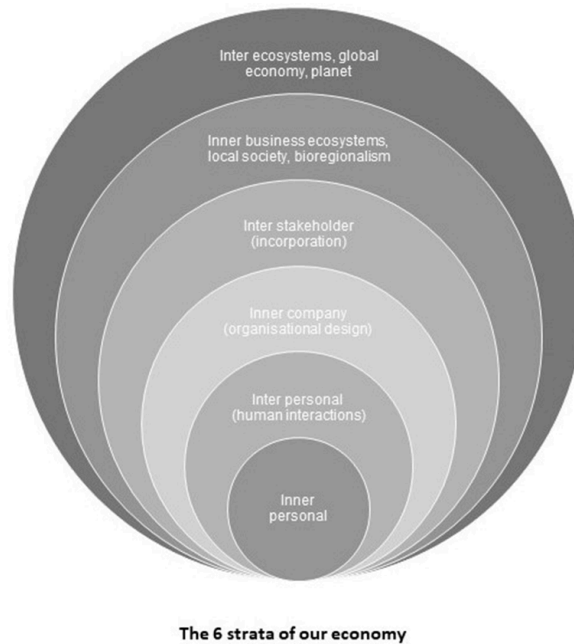 Inter ecosystems, global
economy, planet
Inner business ecosystems,
local society, bioregionalism
Inter stakeholder
(incorporation)
Inner company
(organisational design)
Inter personal
(human interactions)
Inner
personal
The 6 strata of our economy